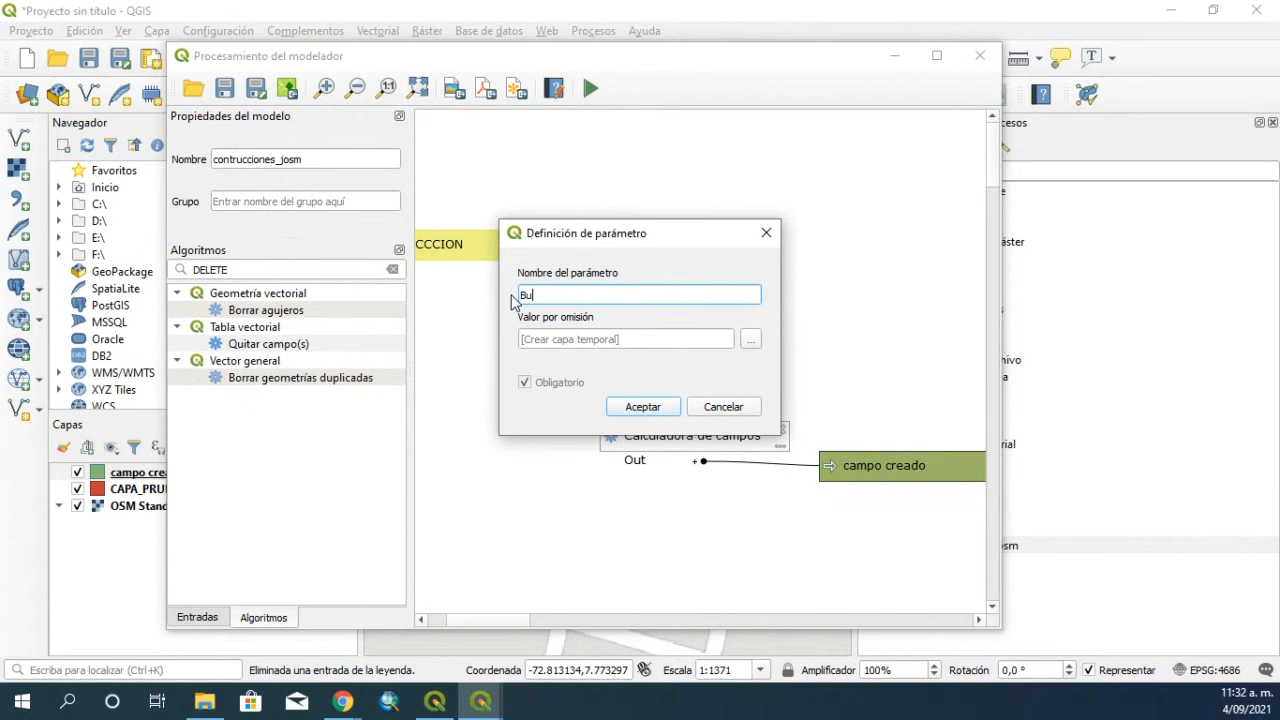 *Proyecto sin título - QGIS
Proyecto Edición Ver Capa Configuración Complementos Vectorial Ráster Base de datos Web Procesos Ayuda
Procesamiento del modelador
Navegador
Favoritos
Inicio
C:\
D:\
E:\
F:\
GeoPackage
SpatiaLite
PostGIS
MSSQL
Oracle
DB2
WMS/WMTS
XYZ Tiles
WCS
Capas
campo crea
CAPA_PRU
OSM Stand
Propiedades del modelo
Nombre contrucciones_josm
Grupo Entrar nombre del grupo aquí
Algoritmos
DELETE
Geometría vectorial
Borrar agujeros
Tabla vectorial
Quitar campo(s)
Vector general
Borrar geometrías duplicadas
Entradas Algoritmos
CCCION
Definición de parámetro
Nombre del parámetro
Bu
Valor por omisión
[Crear capa temporal]
...
Obligatorio
Aceptar Cancelar
Calculadora de campos
Out +
campo creado
cesos
áster
ivo
ial
osm
Escribe para localizar (Ctrl+K) Eliminada una entrada de la leyenda. Coordenada -72.813134,7.773297 Escala 1:1371 Amplificador 100% Rotación 0,0 ° Representar EPSG:4686
11:32 a. m.
4/09/2021